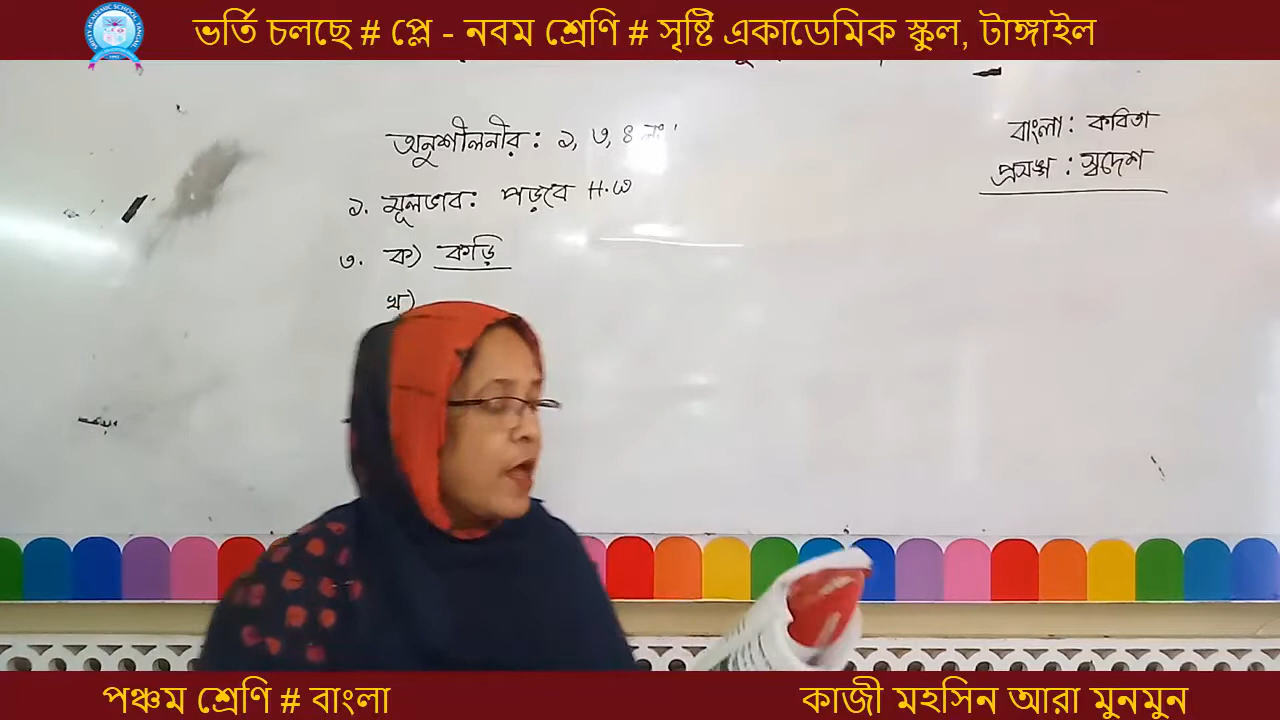 ভর্তি চলছে # প্লে - নবম শ্রেণি # সৃষ্টি একাডেমিক স্কুল, টাঙ্গাইল
বাংলা : কবিতা
প্রসঙ্গ : স্বদেশ
অনুশীলনীর : ১, ৩, ৪ নং
১. মূলভাব : পড়বে H.W
৩. ক) কড়ি
খ)
পঞ্চম শ্রেণি # বাংলা
কাজী মহসিন আরা মুনমুন